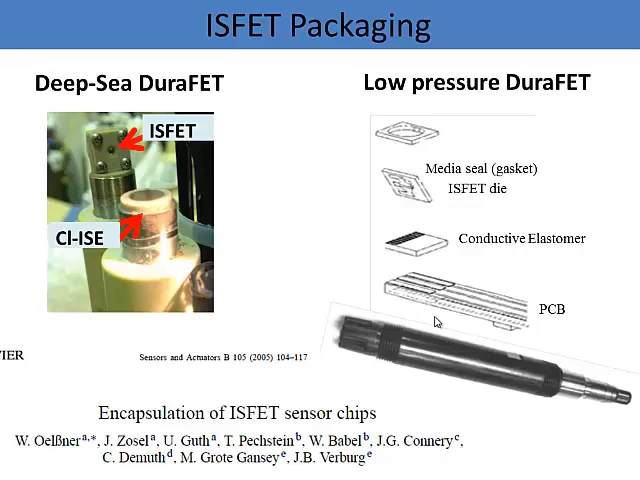 ISFET Packaging
Deep-Sea DuraFET
Low pressure DuraFET
ISFET
Cl-ISE
Media seal (gasket)
ISFET die
Conductive Elastomer
PCB
VIER
Sensors and Actuators B 105 (2005) 104–117
Encapsulation of ISFET sensor chips
W. Oelßner a,*, J. Zosel a, U. Guth a, T. Pechstein b, W. Babel b, J.G. Connery c,
C. Demuth d, M. Grote Gansey e, J.B. Verburg e